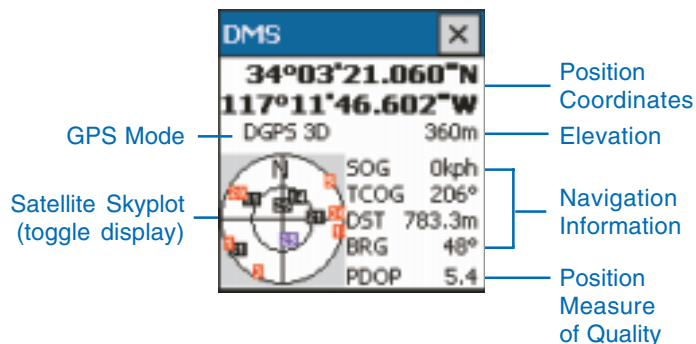 DMS
34°03'21.060"N
117°11'46.602"W
DGPS 3D 360m
N
SOG 0kph
TCOG 206°
DST 783.3m
BRG 48°
PDOP 5.4
GPS Mode
Satellite Skyplot
(toggle display)
Position
Coordinates
Elevation
Navigation
Information
Position
Measure
of Quality